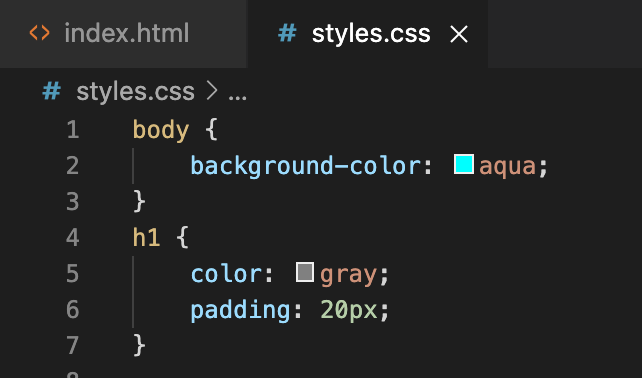 <> index.html # styles.css ×
# styles.css > ...
1 body {
2     background-color: aqua;
3 }
4 h1 {
5     color: gray;
6     padding: 20px;
7 }
8